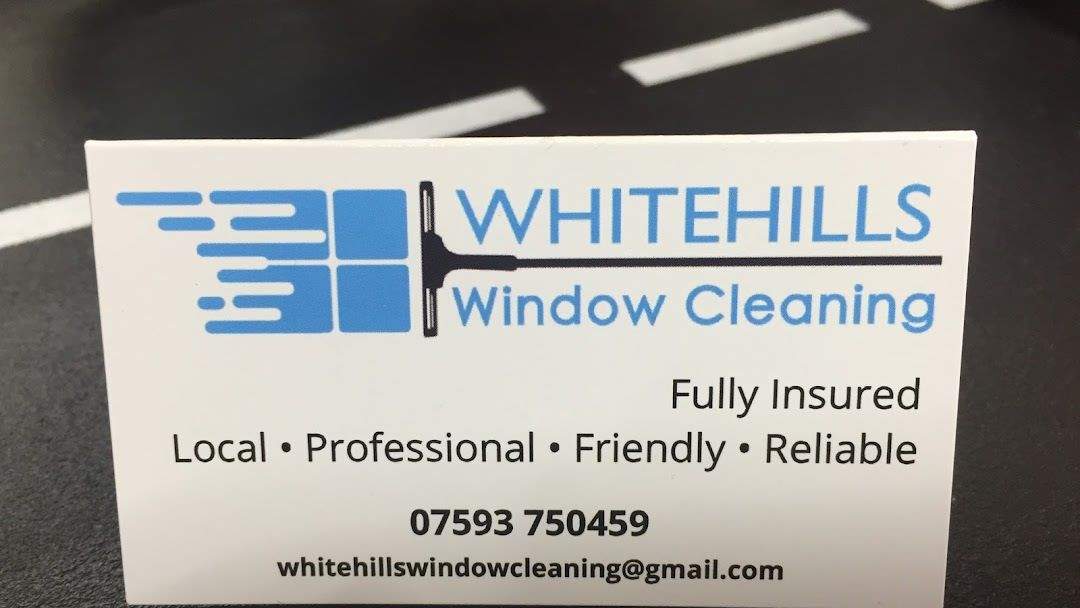 WHITEHILLS
Window Cleaning
Fully Insured
Local • Professional • Friendly • Reliable
07593 750459
whitehillswindowcleaning@gmail.com